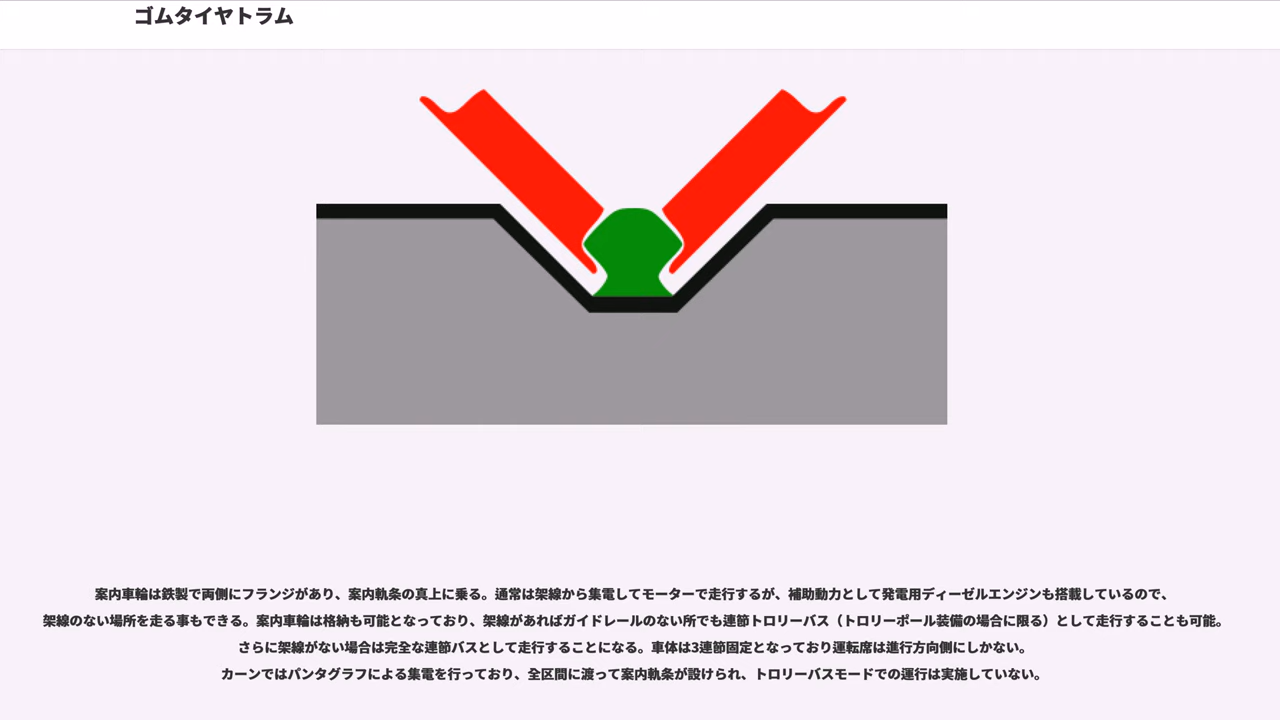 ゴムタイヤトラム
案内車輪は鉄製で両側にフランジがあり、案内軌条の真上に乗る。通常は架線から集電してモーターで走行するが、補助動力として発電用ディーゼルエンジンも搭載しているので、
架線のない場所を走る事もできる。案内車輪は格納も可能となっており、架線があればガイドレールのない所でも連節トロリーバス（トロリーポール装備の場合に限る）として走行することも可能。
さらに架線がない場合は完全な連節バスとして走行することになる。車体は3連節固定となっており運転席は進行方向側にしかない。
カーンではパンタグラフによる集電を行っており、全区間に渡って案内軌条が設けられ、トロリーバスモードでの運行は実施していない。